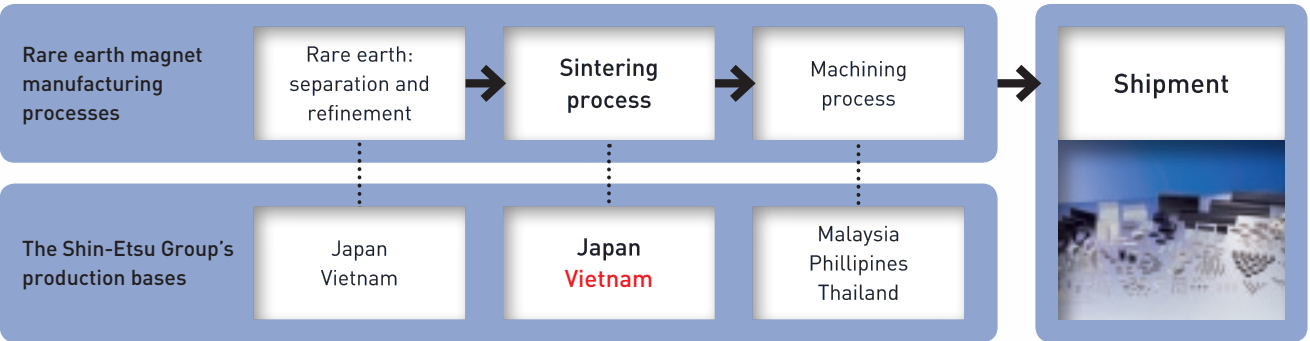 Rare earth magnet
manufacturing
processes
Rare earth:
separation and
refinement
Sintering
process
Machining
process
Shipment
The Shin-Etsu Group’s
production bases
Japan
Vietnam
Japan
Vietnam
Malaysia
Phillipines
Thailand